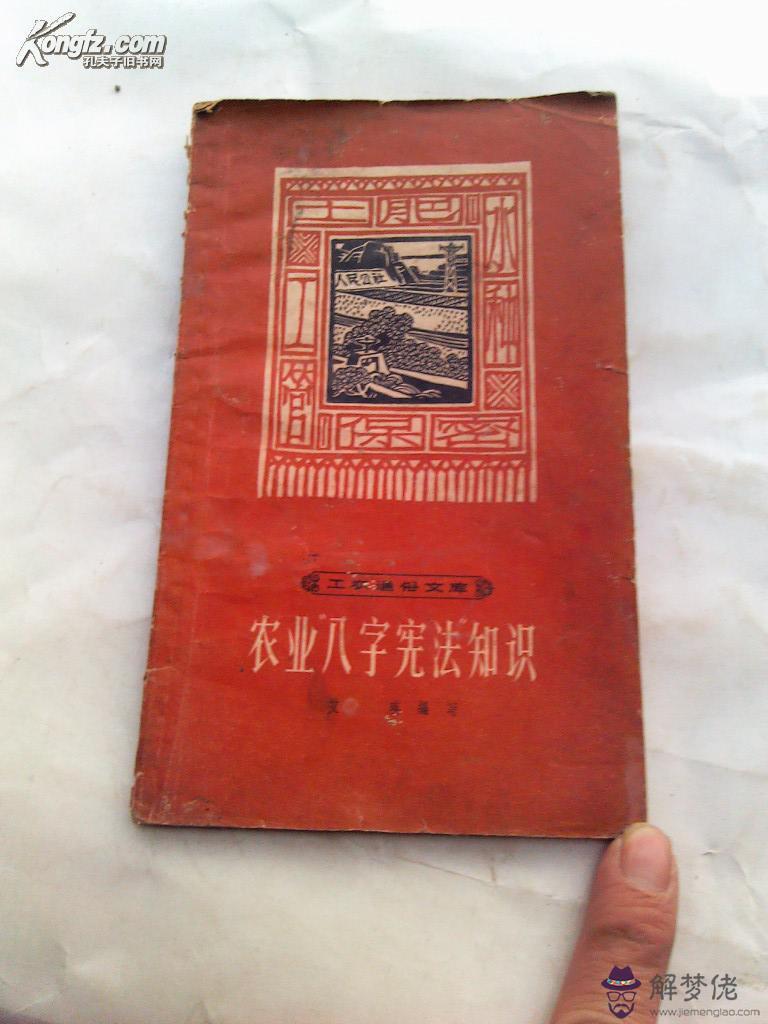 Kongfz.com
孔夫子旧书网
土肥水种
密保管工
人民公社
工农通俗文库
农业"八字宪法"知识
编写
解梦佬
www.jiemenglao.com